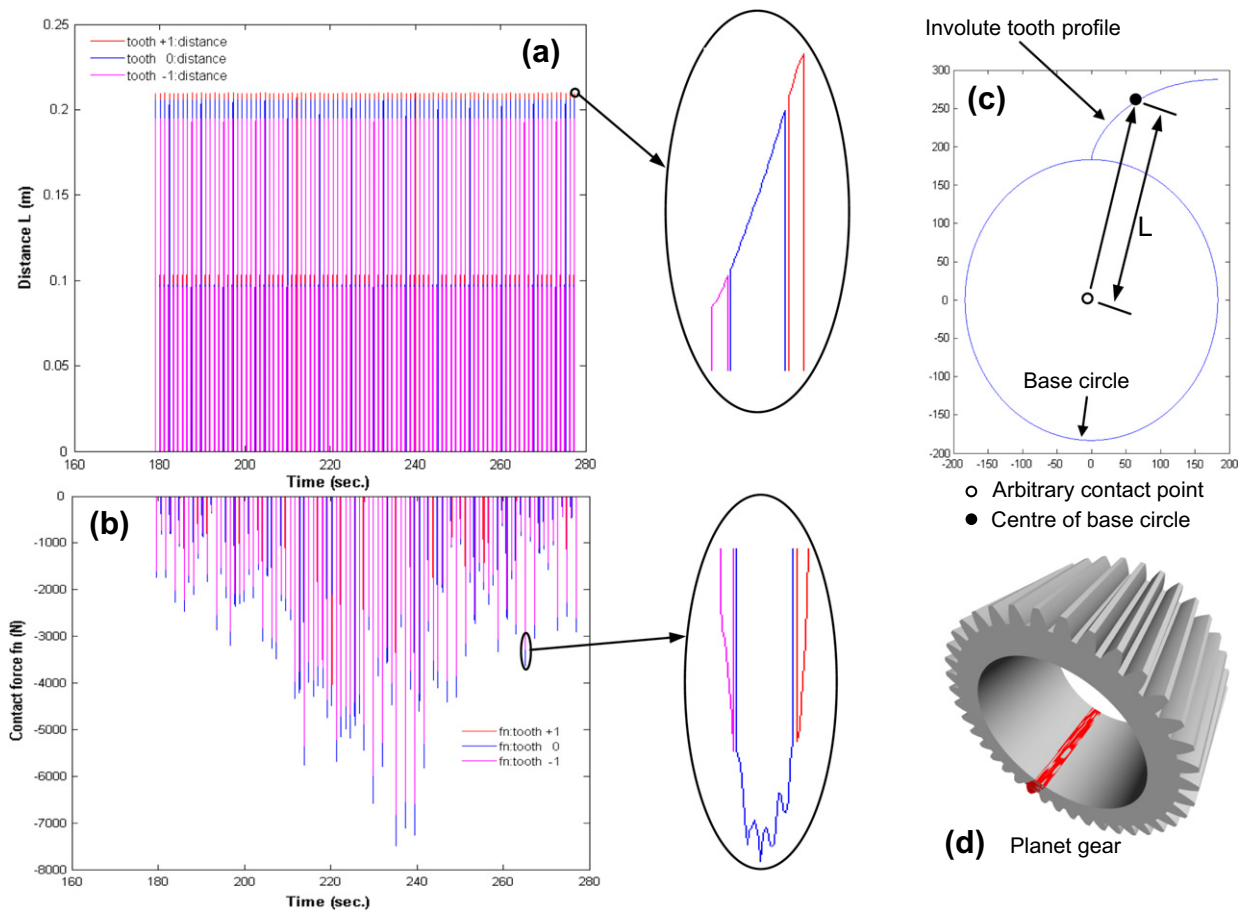 (a)
tooth +1:distance
tooth 0:distance
tooth -1:distance
0.25
0.2
0.15
0.1
0.05
0
Distance L (m)
160
180
200
220
240
260
280
Time (sec.)
(b)
0
-1000
-2000
-3000
-4000
-5000
-6000
-7000
-8000
Contact force fn (N)
fn:tooth +1
fn:tooth 0
fn:tooth -1
160
180
200
220
240
260
280
Time (sec.)
Involute tooth profile
(c)
300
250
200
150
100
50
0
-50
-100
-150
-200
L
Base circle
-200
-150
-100
-50
0
50
100
150
200
Arbitrary contact point
Centre of base circle
(d)
Planet gear